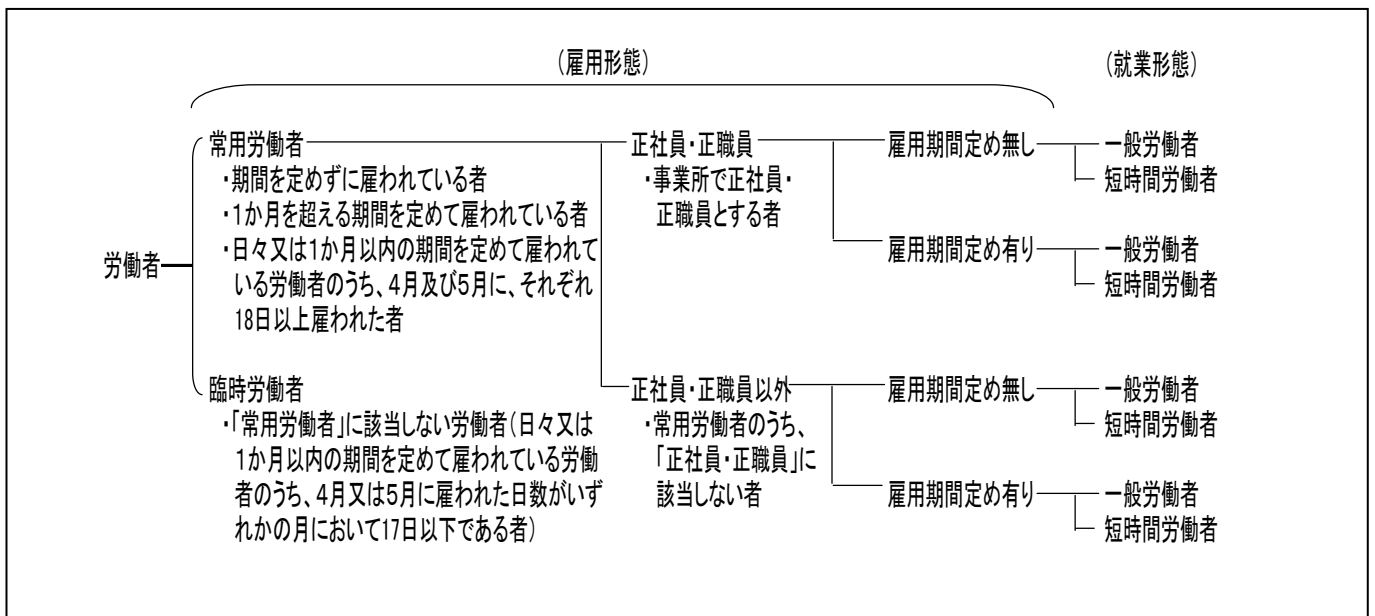 (雇用形態)
(就業形態)
労働者
常用労働者
・期間を定めずに雇われている者
・1か月を超える期間を定めて雇われている者
・日々又は1か月以内の期間を定めて雇われて
いる労働者のうち、4月及び5月に、それぞれ
18日以上雇われた者
臨時労働者
・「常用労働者」に該当しない労働者(日々又は
1か月以内の期間を定めて雇われている労働
者のうち、4月又は5月に雇われた日数がいず
れかの月において17日以下である者)
正社員・正職員
・事業所で正社員・
正職員とする者
雇用期間定め無し
一般労働者
短時間労働者
雇用期間定め有り
一般労働者
短時間労働者
正社員・正職員以外
・常用労働者のうち、
「正社員・正職員」に
該当しない者
雇用期間定め無し
一般労働者
短時間労働者
雇用期間定め有り
一般労働者
短時間労働者